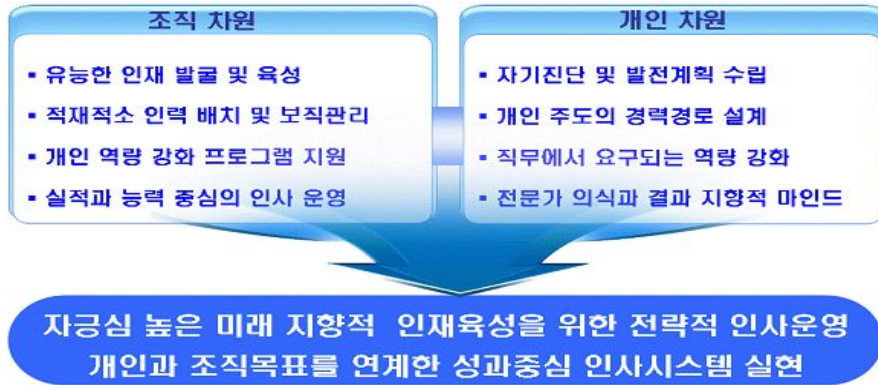 조직 차원
▪ 유능한 인재 발굴 및 육성
▪ 적재적소 인력 배치 및 보직관리
▪ 개인 역량 강화 프로그램 지원
▪ 실적과 능력 중심의 인사 운영
개인 차원
▪ 자기진단 및 발전계획 수립
▪ 개인 주도의 경력경로 설계
▪ 직무에서 요구되는 역량 강화
▪ 전문가 의식과 결과 지향적 마인드
자긍심 높은 미래 지향적 인재육성을 위한 전략적 인사운영
개인과 조직목표를 연계한 성과중심 인사시스템 실현